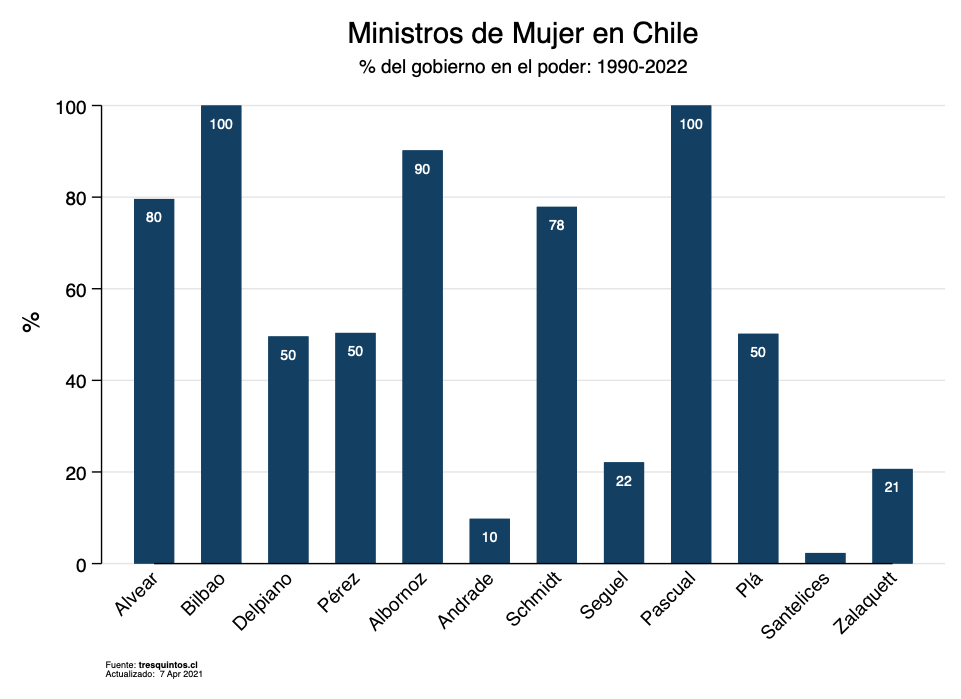 Ministros de Mujer en Chile
% del gobierno en el poder: 1990-2022
%
100
80
60
40
20
0
80
100
50
50
90
10
78
22
100
50
21
Alvear
Bilbao
Delpiano
Pérez
Albornoz
Andrade
Schmidt
Seguel
Pascual
Plá
Santelices
Zalaquett
Fuente: tresquintos.cl
Actualizado: 7 Apr 2021